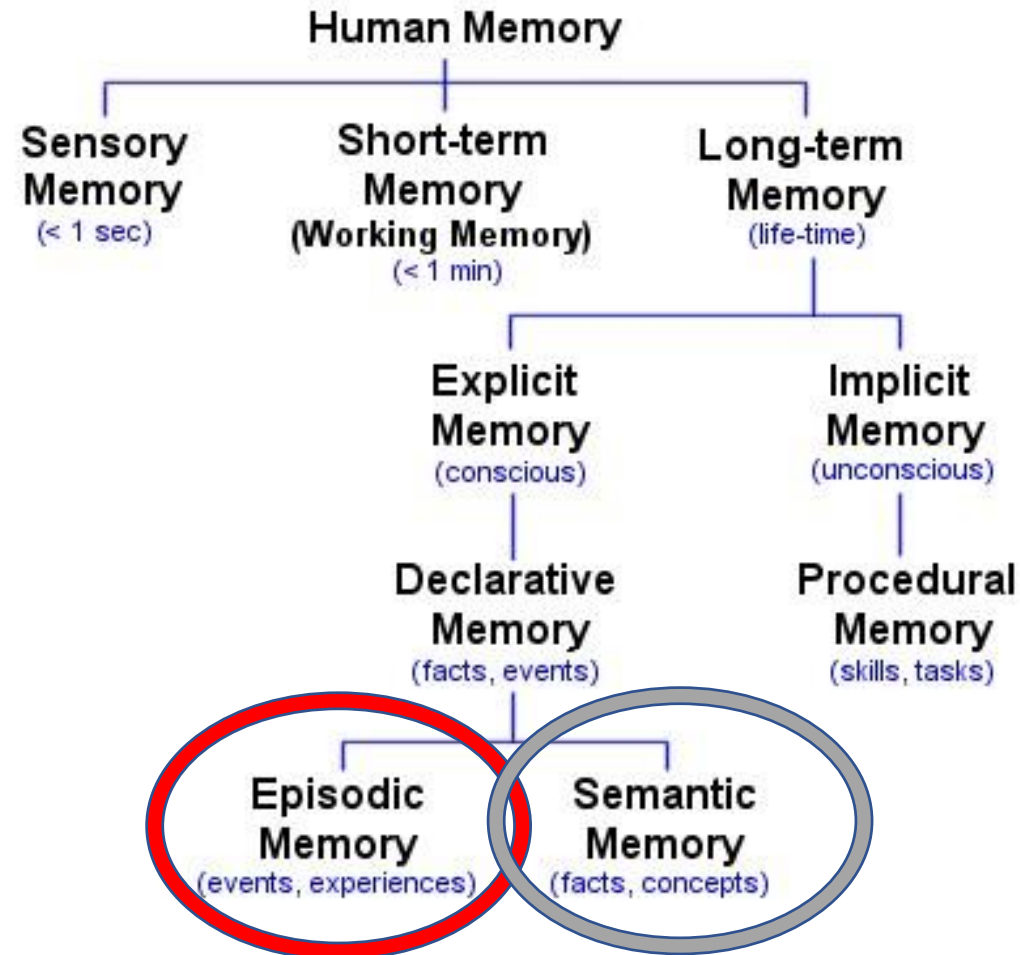 Human Memory
Sensory
Memory
(< 1 sec)
Short-term
Memory
(Working Memory)
(< 1 min)
Long-term
Memory
(life-time)
Explicit
Memory
(conscious)
Implicit
Memory
(unconscious)
Declarative
Memory
(facts, events)
Procedural
Memory
(skills, tasks)
Episodic
Memory
(events, experiences)
Semantic
Memory
(facts, concepts)